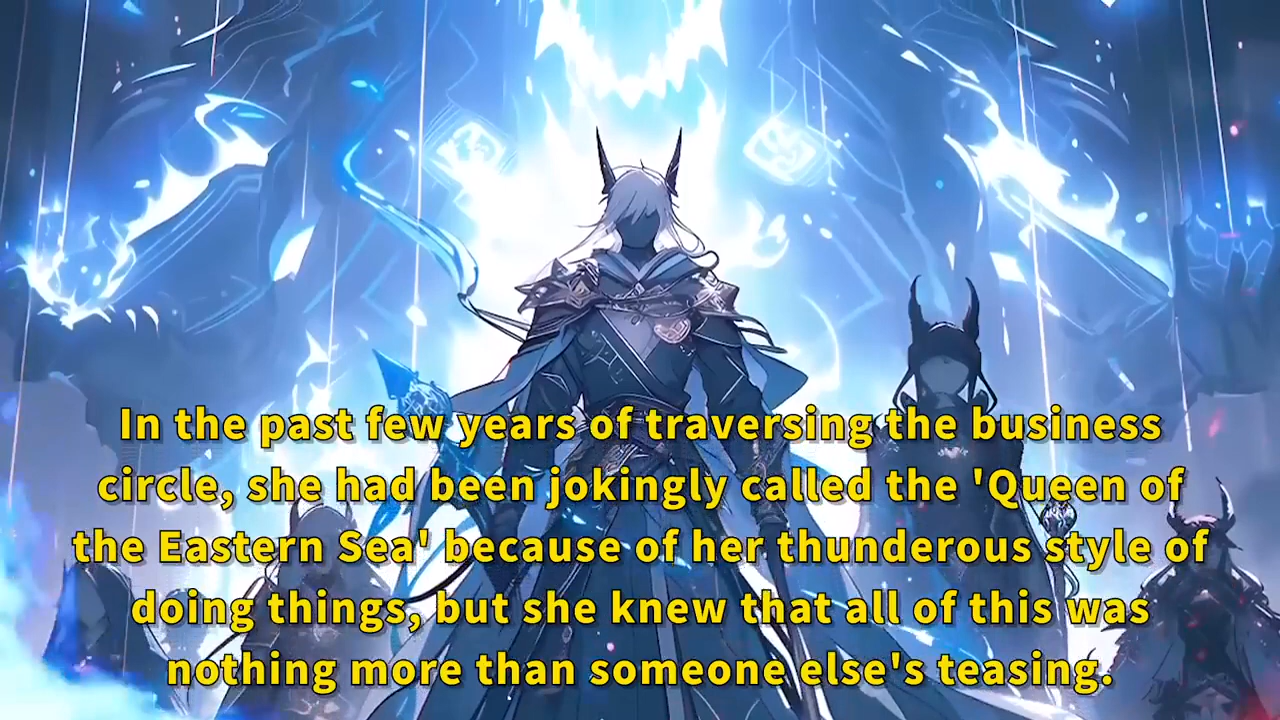 In the past few years of traversing the business
circle, she had been jokingly called the 'Queen of
the Eastern Sea' because of her thunderous style of
doing things, but she knew that all of this was
nothing more than someone else's teasing.